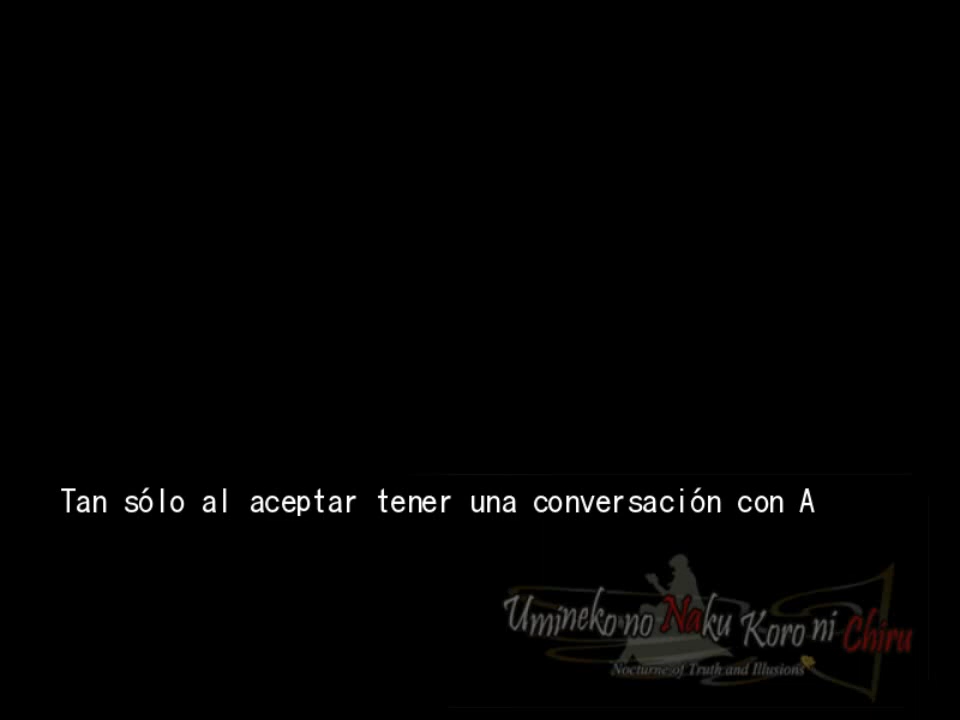 Tan sólo al aceptar tener una conversación con A
Umineko no Naku Koro ni Chiru
Nocturne of Truth and Illusions